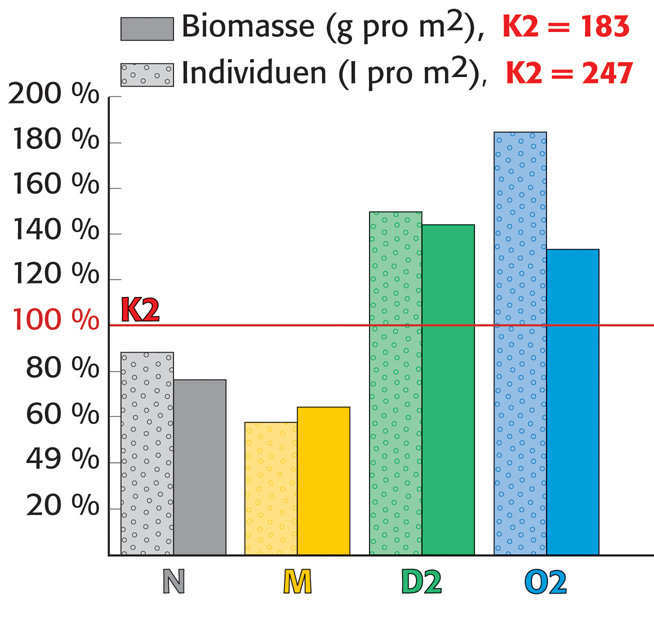 Biomasse (g pro m2), K2 = 183
Individuen (I pro m2), K2 = 247
200 %
180 %
160 %
140 %
120 %
K2
100 %
80 %
60 %
49 %
20 %
N M D2 O2